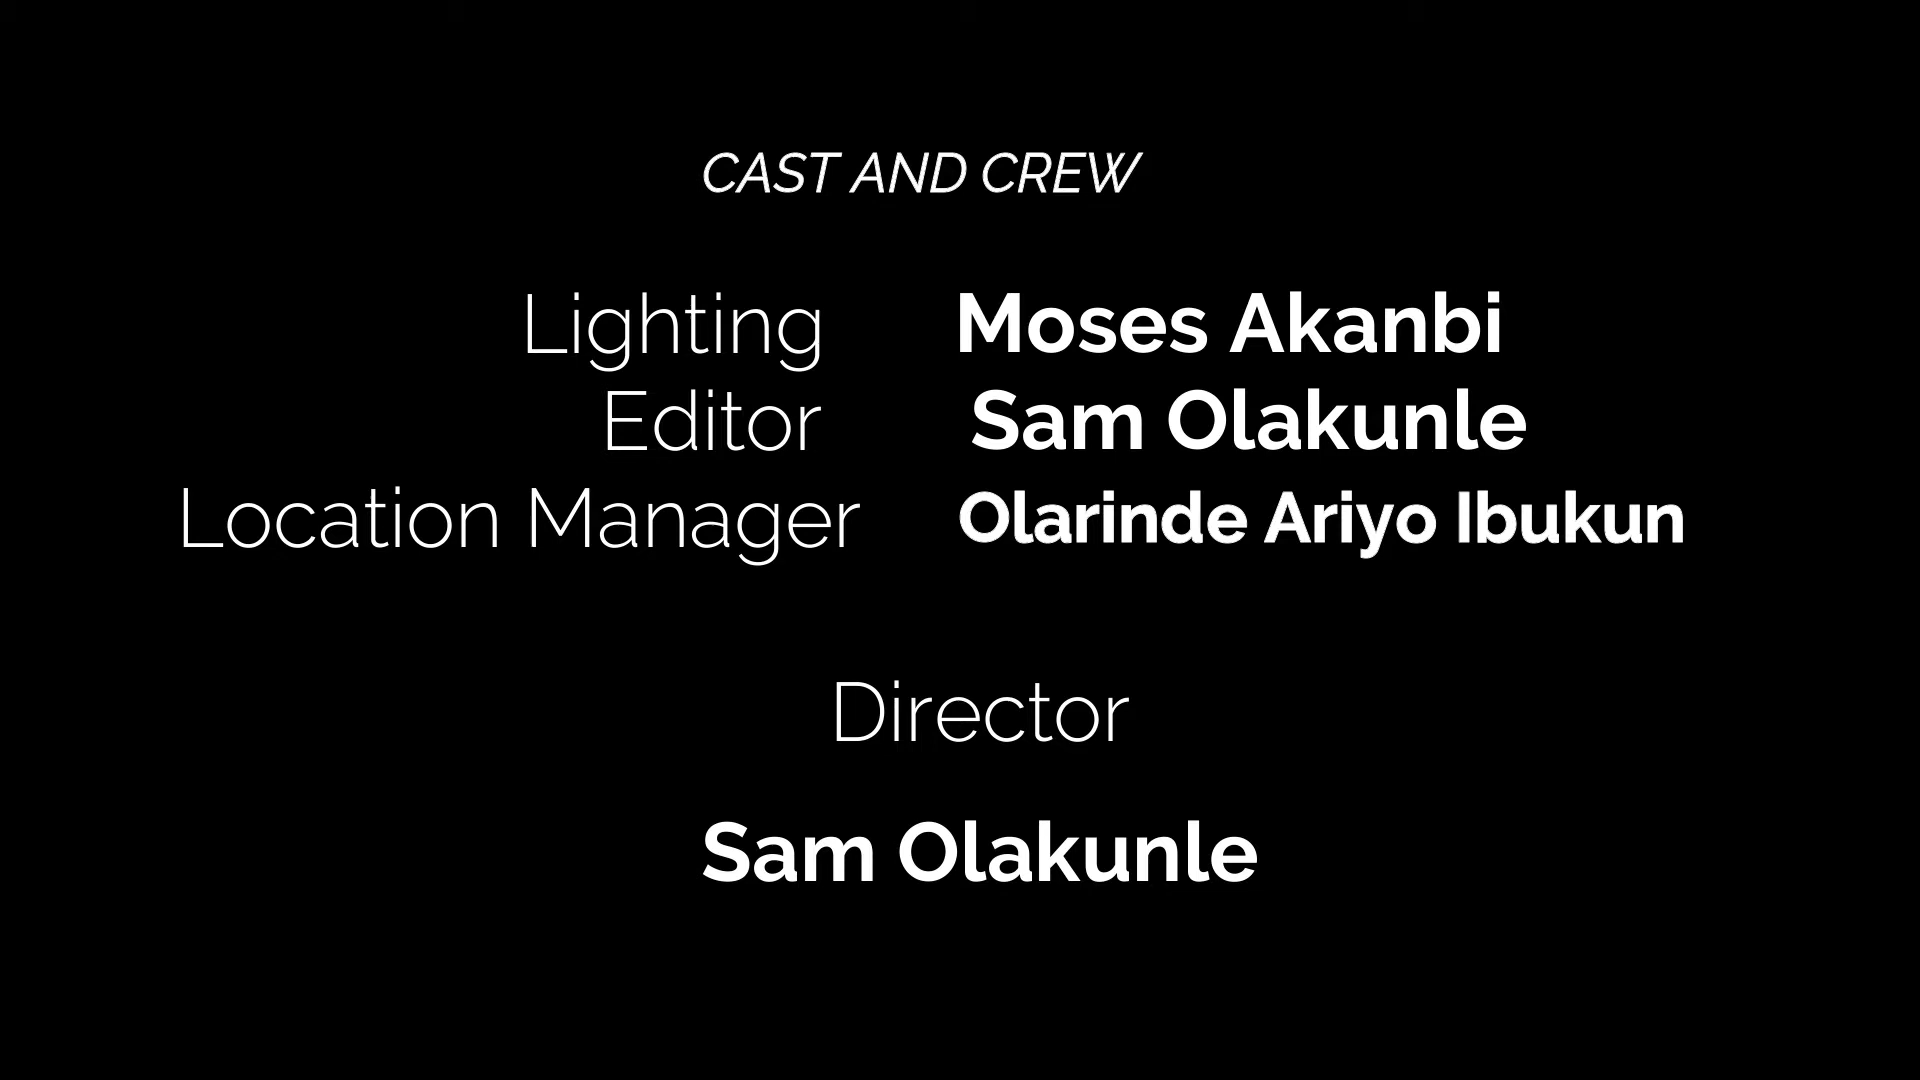 CAST AND CREW
Lighting Moses Akanbi
Editor Sam Olakunle
Location Manager Olarinde Ariyo Ibukun
Director
Sam Olakunle